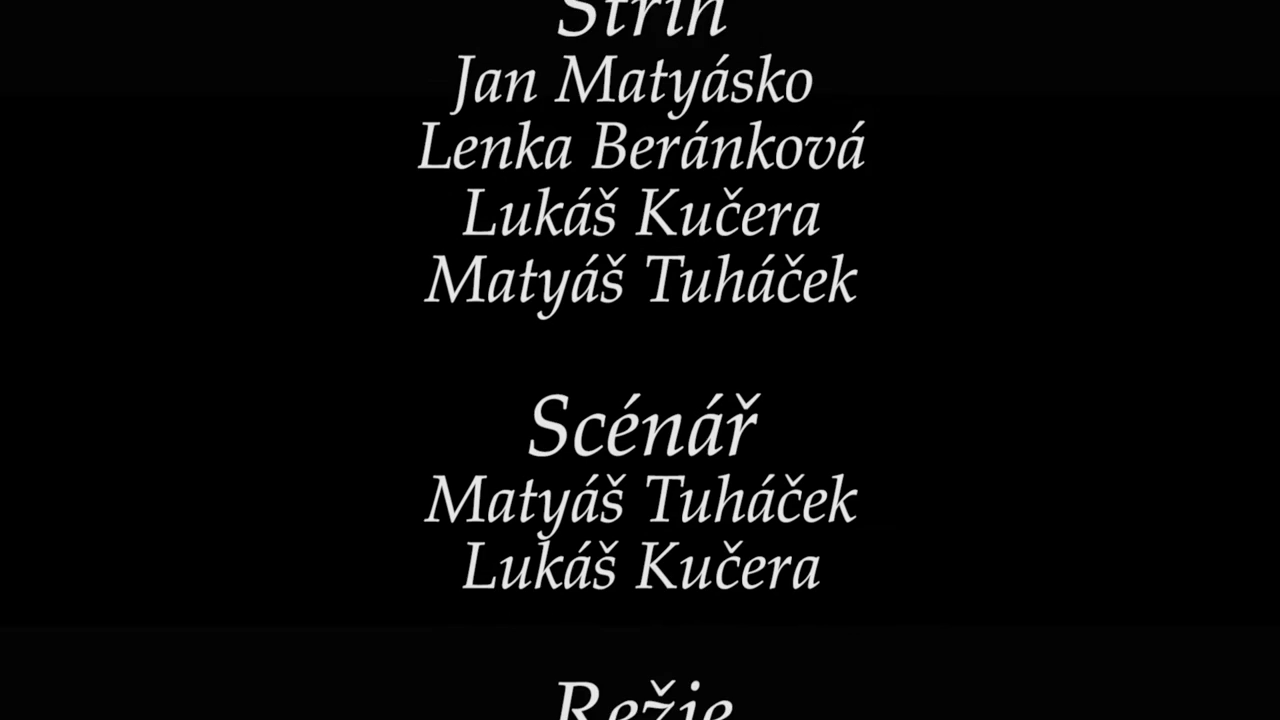 Střih
Jan Matyásko
Lenka Beránková
Lukáš Kučera
Matyáš Tuháček
Scénář
Matyáš Tuháček
Lukáš Kučera
Režie